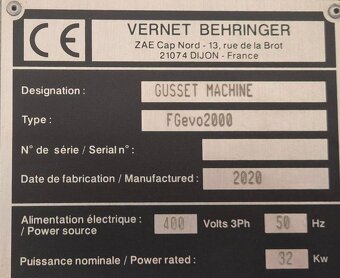 CE
VERNET BEHRINGER
ZAE Cap Nord - 13, rue de la Brot
21074 DIJON - France
Designation : GUSSET MACHINE
Type : FGevo2000
N° de série / Serial n° :
Date de fabrication / Manufactured : 2020
Alimentation électrique :
/ Power source 400 Volts 3Ph 50 Hz
Puissance nominale / Power rated : 32 Kw